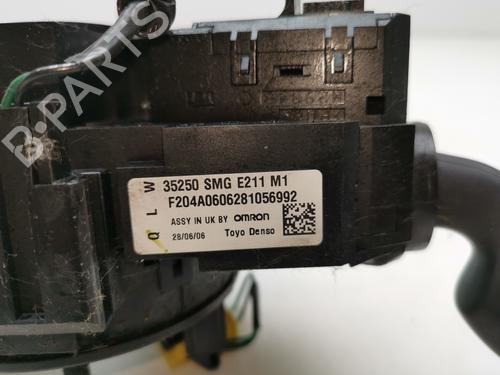 B-PARTS
Q L W
35250 SMG E211 M1
F204A0606281056992
ASSY IN UK BY OMRON
28/06/06 Toyo Denso